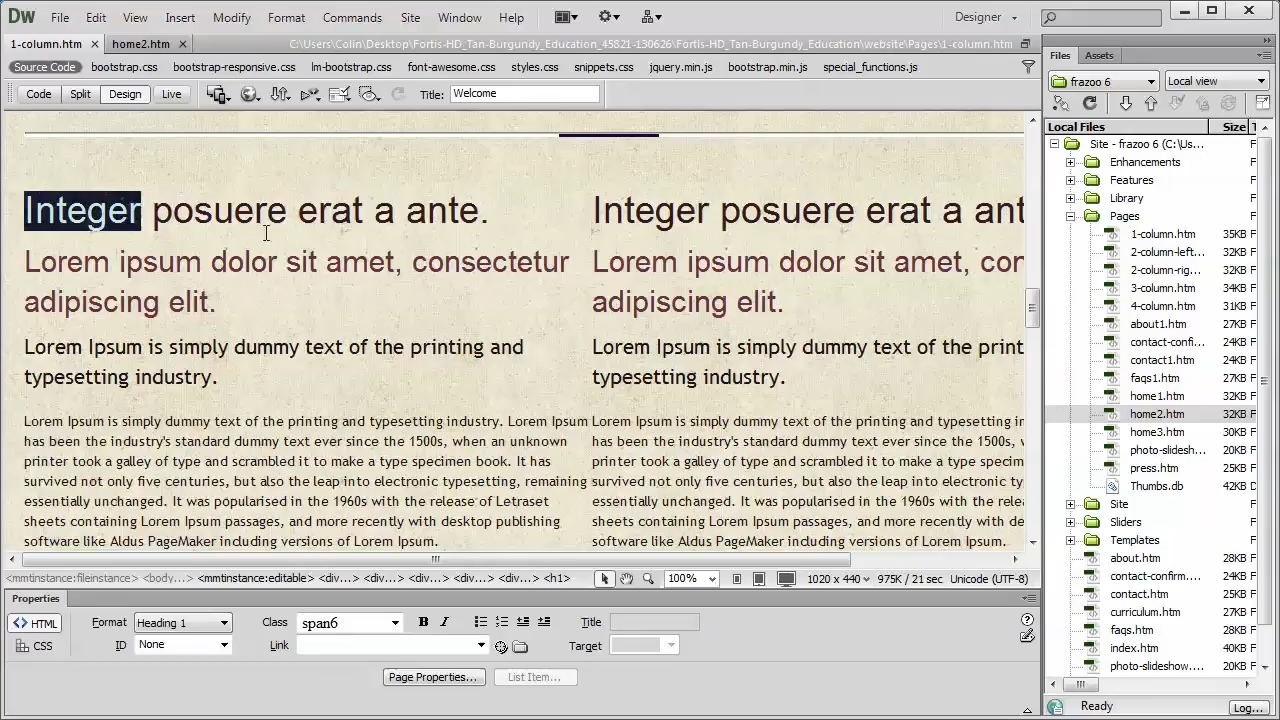 Dw File Edit View Insert Modify Format Commands Site Window Help Designer
1-column.htm home2.htm C:\Users\Colin\Desktop\Fortis-HD_Tan-Burgundy_Education_45821-130626\Fortis-HD_Tan-Burgundy_Education\website\Pages\1-column.htm
Source Code bootstrap.css bootstrap-responsive.css lm-bootstrap.css font-awesome.css styles.css snippets.css jquery.min.js bootstrap.min.js special_functions.js
Code Split Design Live Title: Welcome
Integer posuere erat a ante.
Lorem ipsum dolor sit amet, consectetur
adipiscing elit.
Lorem Ipsum is simply dummy text of the printing and
typesetting industry.
Lorem Ipsum is simply dummy text of the printing and typesetting industry. Lorem Ipsum
has been the industry's standard dummy text ever since the 1500s, when an unknown
printer took a galley of type and scrambled it to make a type specimen book. It has
survived not only five centuries, but also the leap into electronic typesetting, remaining
essentially unchanged. It was popularised in the 1960s with the release of Letraset
sheets containing Lorem Ipsum passages, and more recently with desktop publishing
software like Aldus PageMaker including versions of Lorem Ipsum.
Integer posuere erat a ant
Lorem ipsum dolor sit amet, con
adipiscing elit.
Lorem Ipsum is simply dummy text of the print
typesetting industry.
Lorem Ipsum is simply dummy text of the printing and typesetting in
has been the industry's standard dummy text ever since the 1500s, v
printer took a galley of type and scrambled it to make a type specim
survived not only five centuries, but also the leap into electronic ty
essentially unchanged. It was popularised in the 1960s with the relea
sheets containing Lorem Ipsum passages, and more recently with de
software like Aldus PageMaker including versions of Lorem Ipsum.
<mmtinstance:fileinstance> <body...> <mmtinstance:editable> <div...> <div...> <div...> <div...> <div...> <h1> 100% 975K / 21 sec Unicode (UTF-8)
Properties
<> HTML Format Heading 1 Class span6 B I Title
CSS ID None Link Target
Page Properties... List Item...
Files Assets
frazoo 6 Local view
Local Files Size T
Site - frazoo 6 (C:\Us... F
Enhancements F
Features F
Library F
Pages F
1-column.htm 35KB F
2-column-left... 32KB F
2-column-rig... 32KB F
3-column.htm 34KB F
4-column.htm 31KB F
about1.htm 27KB F
contact-confi... 24KB F
contact1.htm 24KB F
faqs1.htm 27KB F
home1.htm 32KB F
home2.htm 32KB F
home3.htm 30KB F
photo-slidesh... 20KB F
press.htm 25KB F
Thumbs.db 42KB D
Site F
Sliders F
Templates F
about.htm 28KB F
contact-confirm.... 24KB F
contact.htm 25KB F
curriculum.htm 27KB F
faqs.htm 28KB F
index.htm 40KB F
photo-slideshow.... 20KB F
Ready Log...